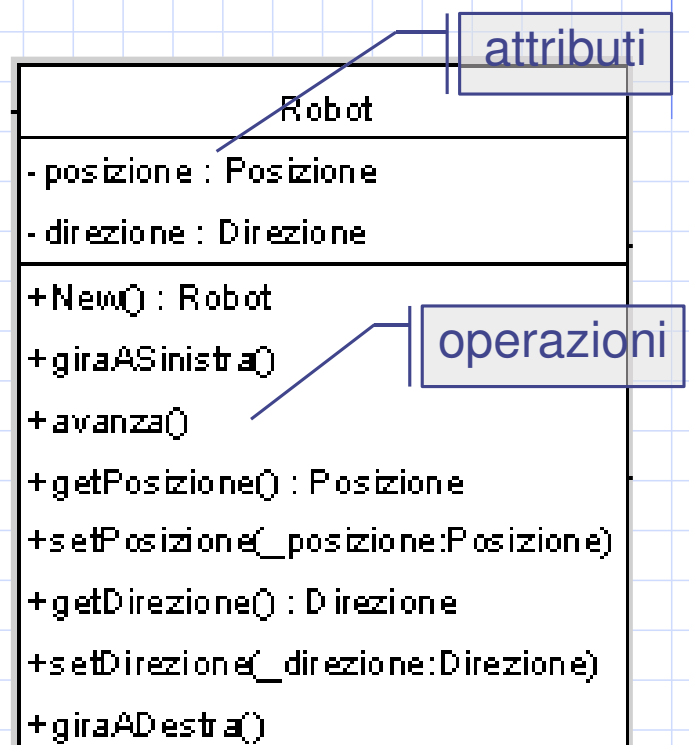 attributi
Robot
- posizione : Posizione
- direzione : Direzione
+New() : Robot
+giraASinistra()
operazioni
+avanza()
+getPosizione() : Posizione
+setPosizione(_posizione:Posizione)
+getDirezione() : Direzione
+setDirezione(_direzione:Direzione)
+giraADestra()